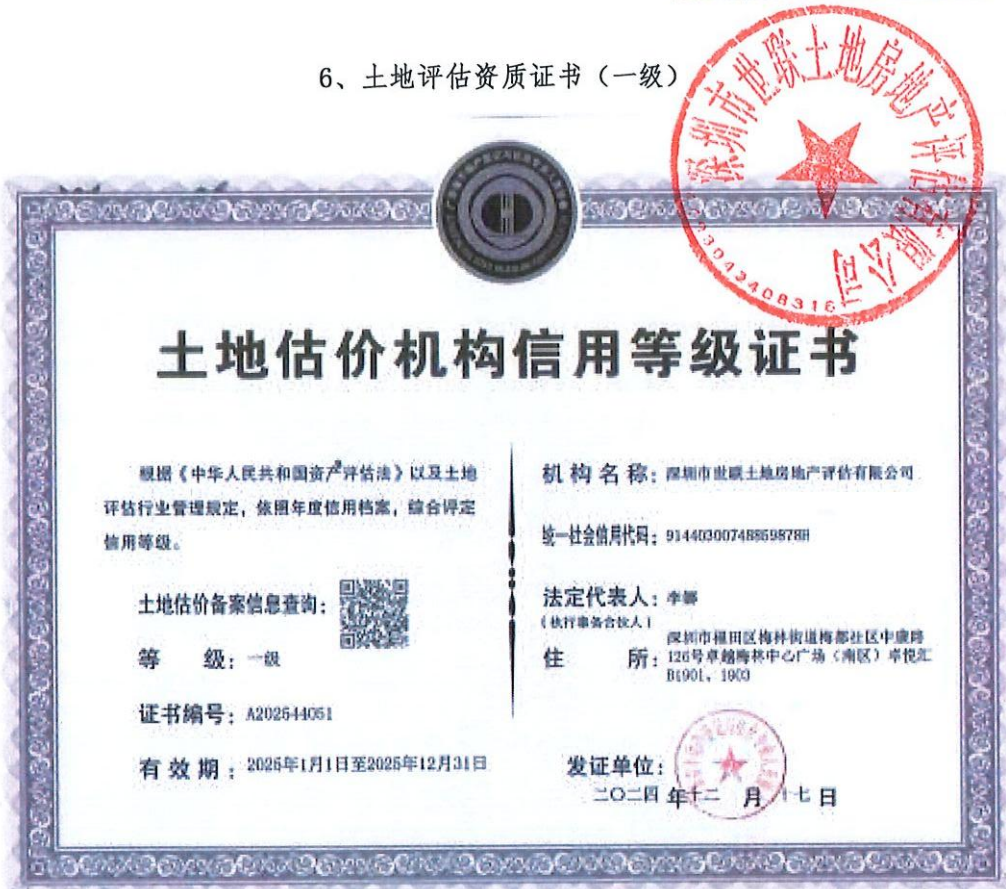 6、土地评估资质证书（一级）
深圳市世联土地房地产评估有限公司
土地估价机构信用等级证书
根据《中华人民共和国资产评估法》以及土地
评估行业管理规定，依照年度信用档案，综合评定
信用等级。
土地估价备案信息查询：
等 级：一级
证书编号：A202544051
有 效 期 ：2025年1月1日至2025年12月31日
机 构 名 称：深圳市世联土地房地产评估有限公司
统一社会信用代码：91440300748859878H
法定代表人：李娜
（执行事务合伙人）
住 所：
深圳市福田区梅林街道梅都社区中康路
126号卓越梅林中心广场（南区）卓悦汇
B1901、1903
发证单位：
二〇二四 年十二 月 十七 日